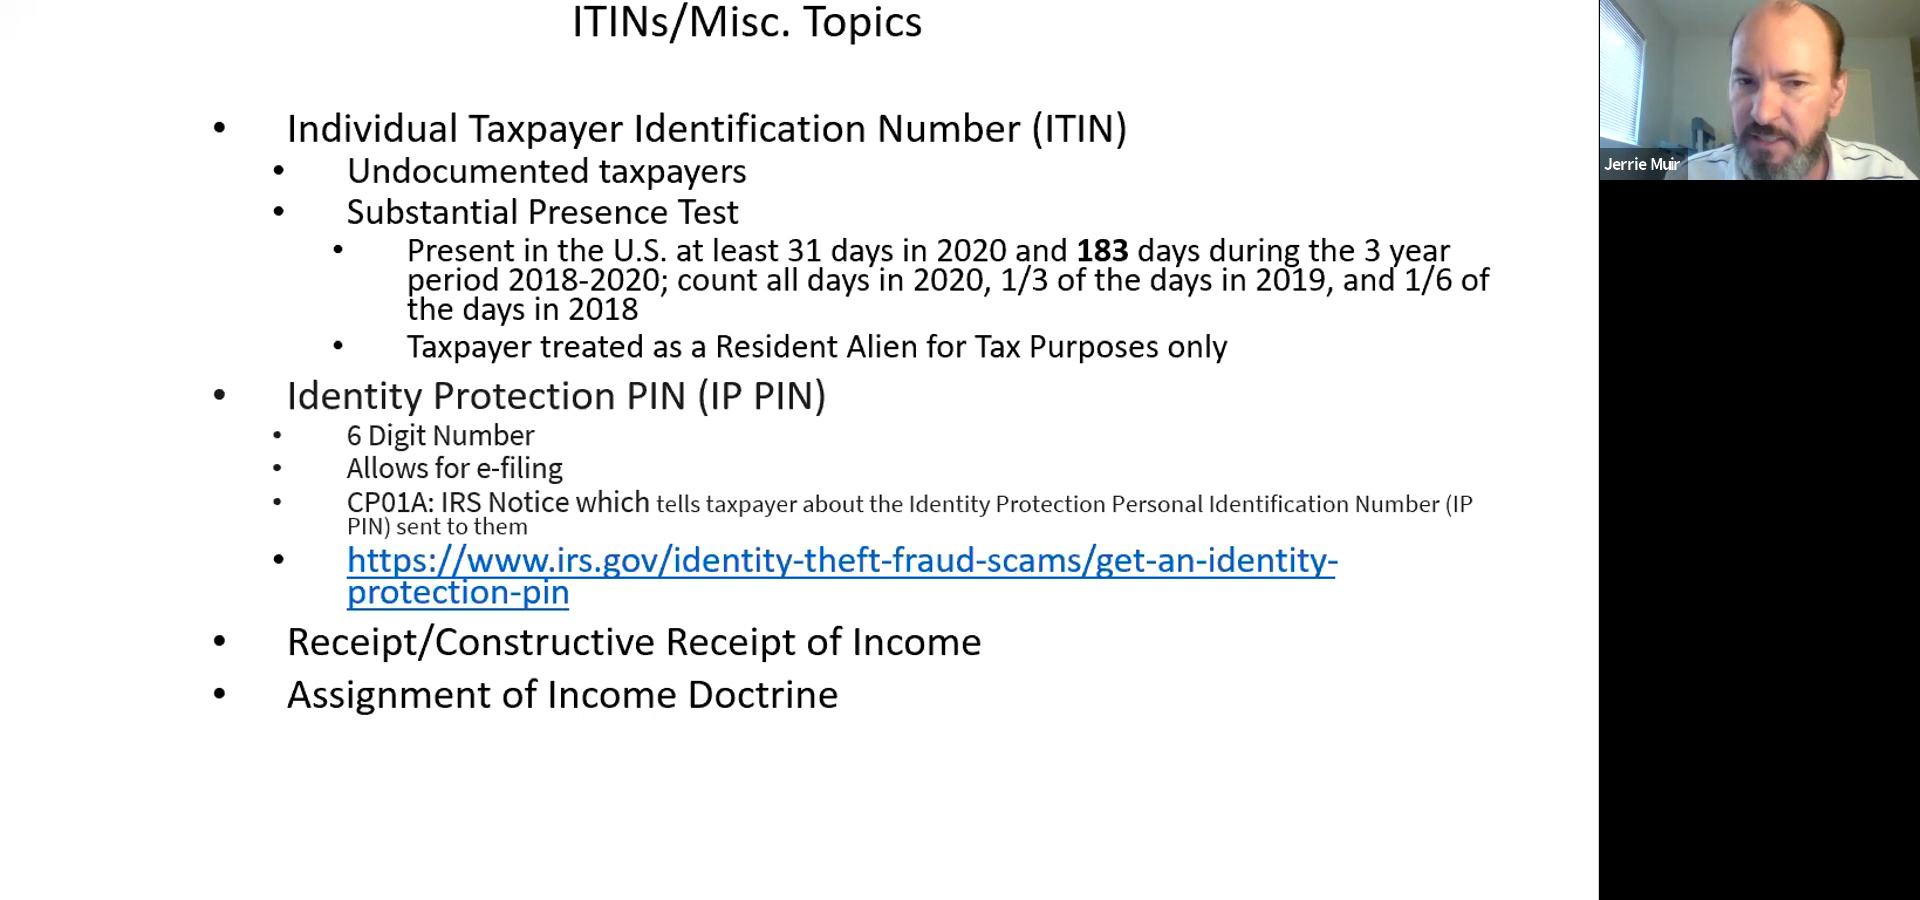 ITINs/Misc. Topics
• Individual Taxpayer Identification Number (ITIN)
• Undocumented taxpayers
• Substantial Presence Test
• Present in the U.S. at least 31 days in 2020 and 183 days during the 3 year
period 2018-2020; count all days in 2020, 1/3 of the days in 2019, and 1/6 of
the days in 2018
• Taxpayer treated as a Resident Alien for Tax Purposes only
• Identity Protection PIN (IP PIN)
• 6 Digit Number
• Allows for e-filing
• CP01A: IRS Notice which tells taxpayer about the Identity Protection Personal Identification Number (IP
PIN) sent to them
• https://www.irs.gov/identity-theft-fraud-scams/get-an-identity-
protection-pin
• Receipt/Constructive Receipt of Income
• Assignment of Income Doctrine
Jerrie Muir